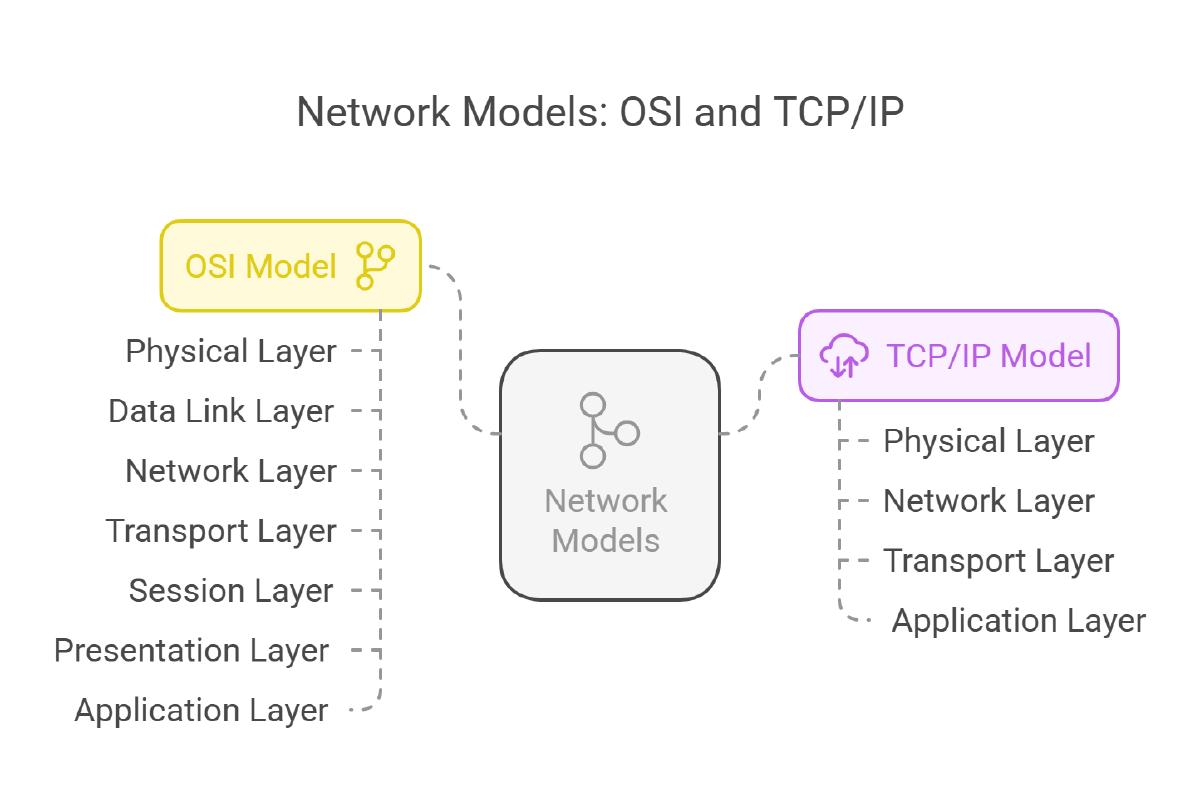 Network Models: OSI and TCP/IP
OSI Model
Physical Layer
Data Link Layer
Network Layer
Transport Layer
Session Layer
Presentation Layer
Application Layer
Network
Models
TCP/IP Model
Physical Layer
Network Layer
Transport Layer
Application Layer